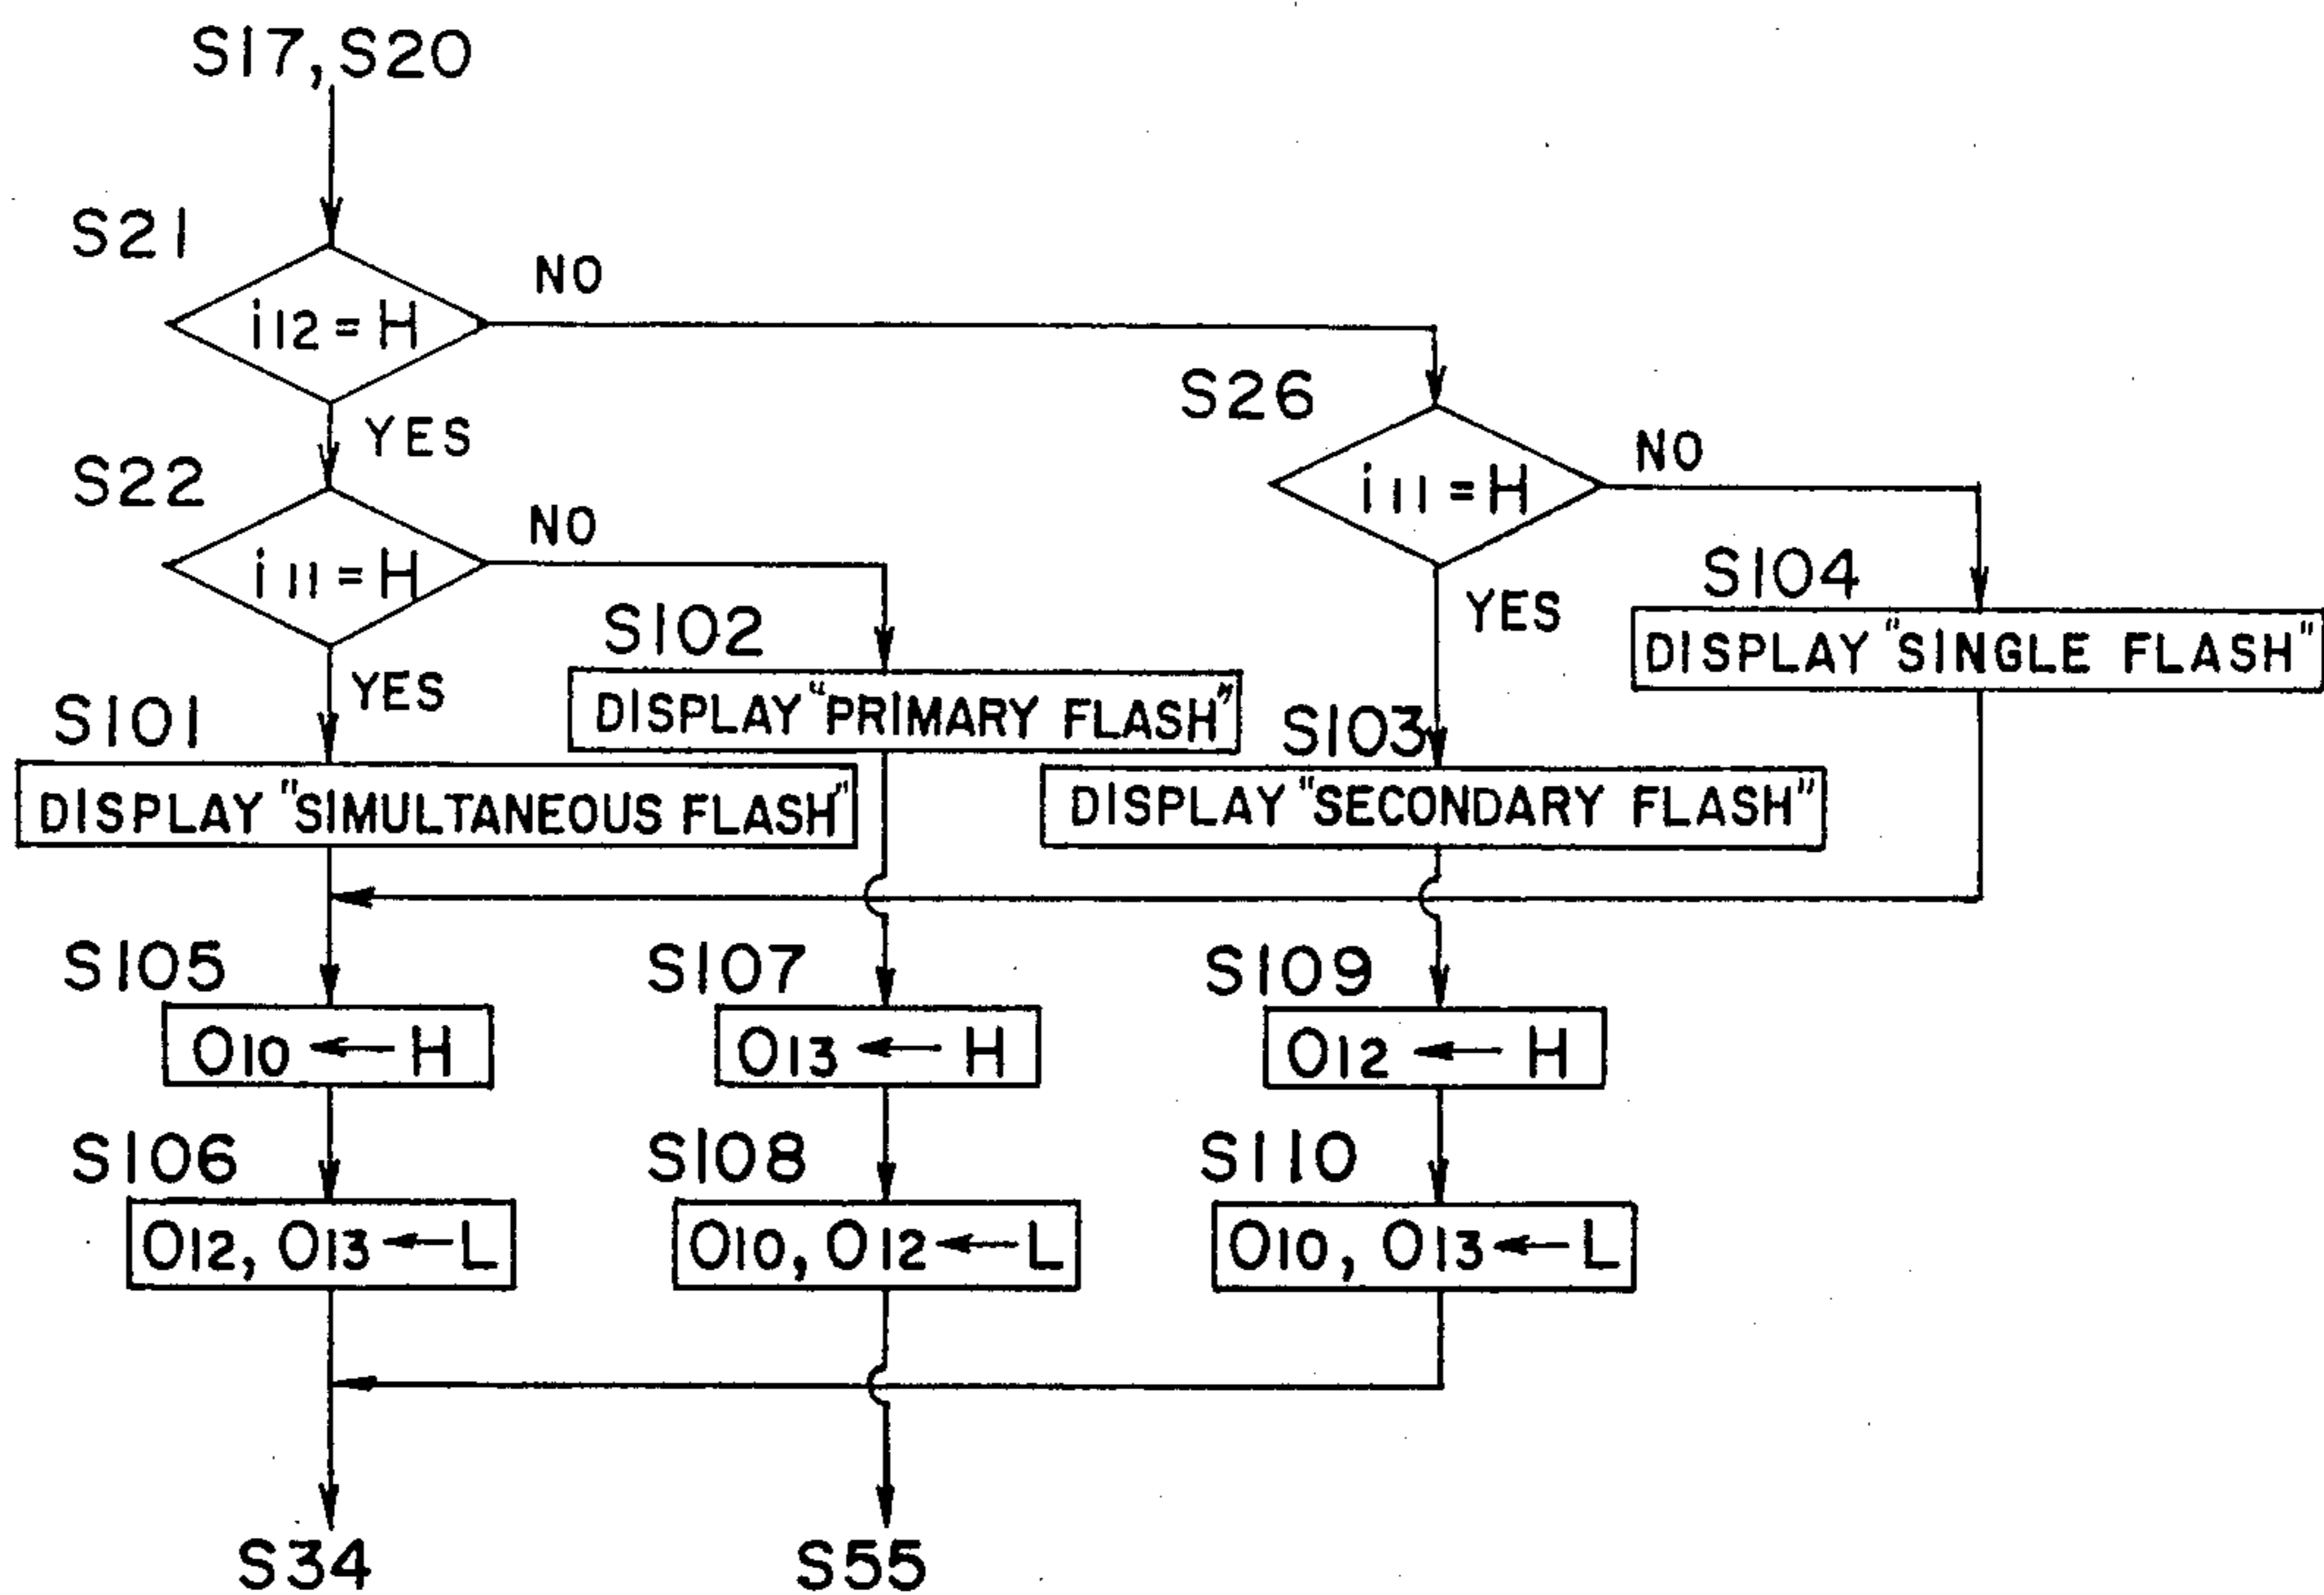 S17, S20
S21
i12 = H
NO
YES
S26
i11 = H
NO
YES
S22
i11 = H
NO
YES
S104
DISPLAY "SINGLE FLASH"
S102
DISPLAY "PRIMARY FLASH"
S103
DISPLAY "SECONDARY FLASH"
S101
DISPLAY "SIMULTANEOUS FLASH"
S105
O10 ← H
S107
O13 ← H
S109
O12 ← H
S106
O12, O13 ← L
S108
O10, O12 ← L
S110
O10, O13 ← L
S34
S55